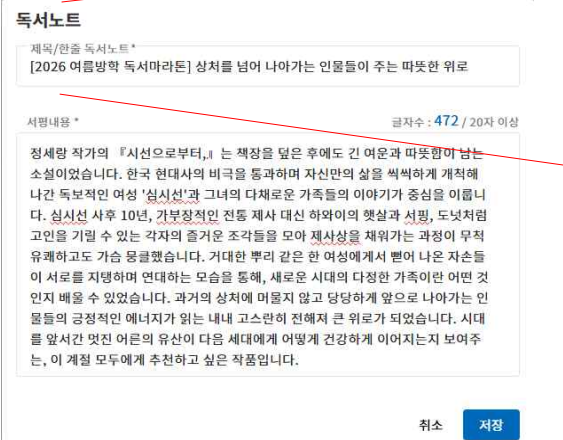 독서노트
제목/한줄 독서노트 *
[2026 여름방학 독서마라톤] 상처를 넘어 나아가는 인물들이 주는 따뜻한 위로
서평내용 *
글자수 : 472 / 20자 이상
정세랑 작가의 『시선으로부터,』는 책장을 덮은 후에도 긴 여운과 따뜻함이 남는
소설이었습니다. 한국 현대사의 비극을 통과하며 자신만의 삶을 씩씩하게 개척해
나간 독보적인 여성 '심시선'과 그녀의 다채로운 가족들의 이야기가 중심을 이룹니
다. 심시선 사후 10년, 가부장적인 전통 제사 대신 하와이의 햇살과 서핑, 도넛처럼
고인을 기릴 수 있는 각자의 즐거운 조각들을 모아 제사상을 채워가는 과정이 무척
유쾌하고도 가슴 뭉클했습니다. 거대한 뿌리 같은 한 여성에게서 뻗어 나온 자손들
이 서로를 지탱하며 연대하는 모습을 통해, 새로운 시대의 다정한 가족이란 어떤 것
인지 배울 수 있었습니다. 과거의 상처에 머물지 않고 당당하게 앞으로 나아가는 인
물들의 긍정적인 에너지가 읽는 내내 고스란히 전해져 큰 위로가 되었습니다. 시대
를 앞서간 멋진 어른의 유산이 다음 세대에게 어떻게 건강하게 이어지는지 보여주
는, 이 계절 모두에게 추천하고 싶은 작품입니다.
취소
저장